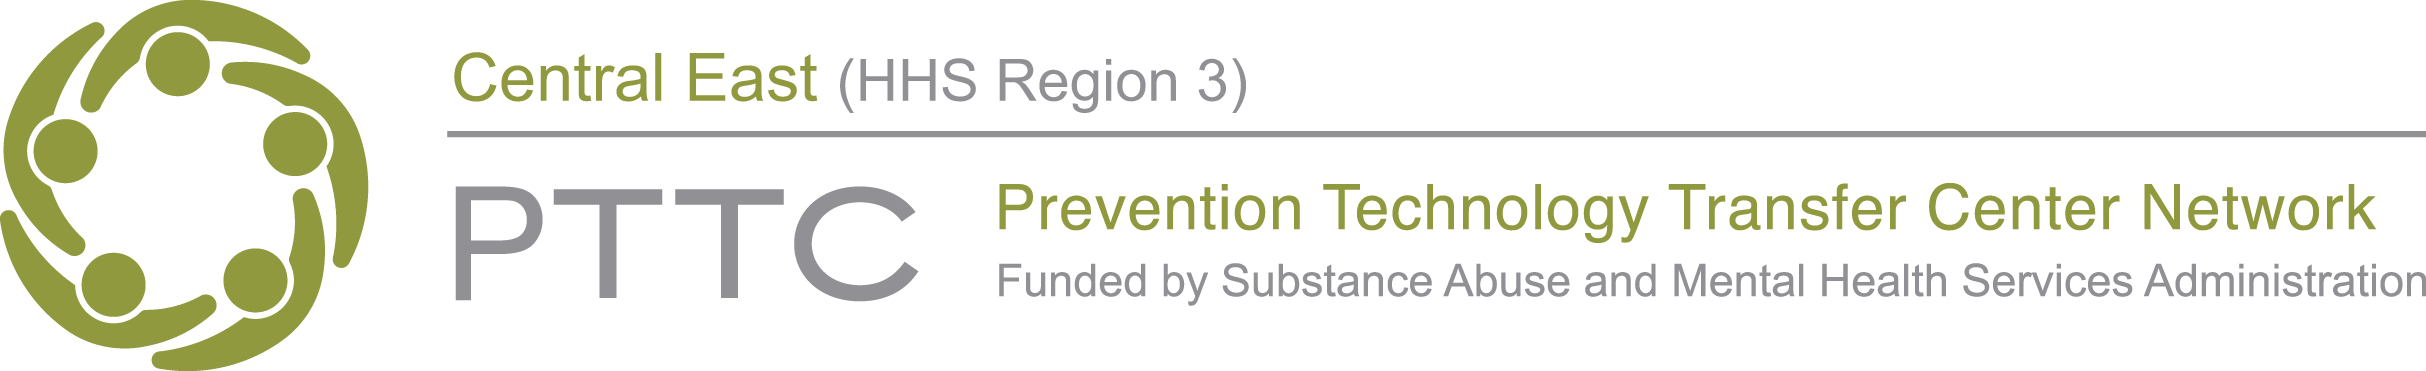 Central East (HHS Region 3)
PTTC
Prevention Technology Transfer Center Network
Funded by Substance Abuse and Mental Health Services Administration